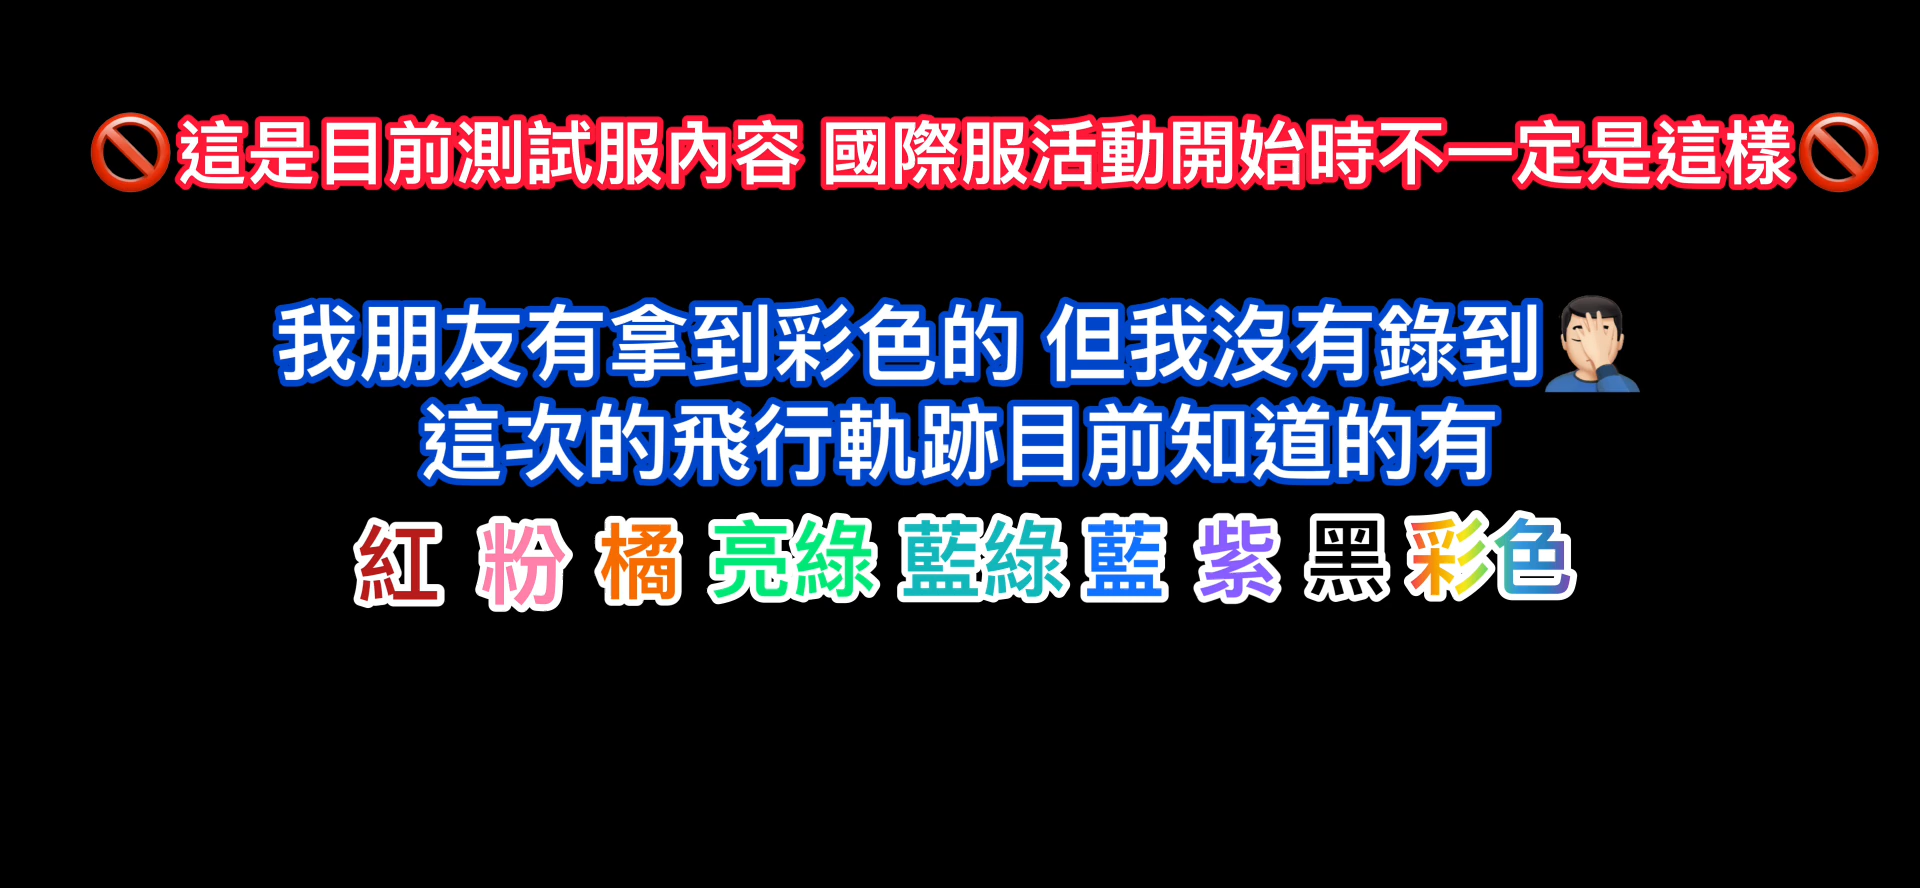 🚫這是目前測試服內容 國際服活動開始時不一定是這樣🚫
我朋友有拿到彩色的 但我沒有錄到🤦🏻‍♂️
這次的飛行軌跡目前知道的有
紅 粉 橘 亮綠 藍綠 藍 紫 黑 彩色